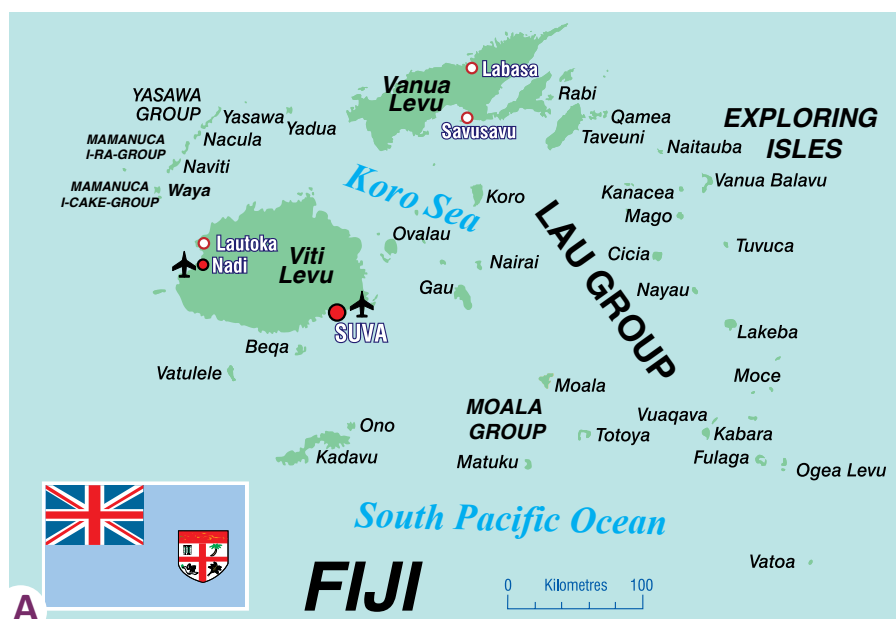 Labasa
Vanua
Levu
Rabi
YASAWA
GROUP
Yasawa
Yadua
Qamea
Savusavu
Taveuni
EXPLORING
ISLES
MAMANUCA
I-RA-GROUP
Nacula
Naitauba
Naviti
Koro Sea
Vanua Balavu
MAMANUCA
I-CAKE-GROUP
Waya
Koro
Kanacea
Mago
LAU GROUP
Lautoka
Ovalau
Tuvuca
Viti
Levu
Cicia
Nadi
Nairai
Gau
Nayau
SUVA
Lakeba
Beqa
Vatulele
Moce
Moala
MOALA
GROUP
Vuaqava
Ono
Totoya
Kabara
Kadavu
Matuku
Fulaga
Ogea Levu
South Pacific Ocean
Vatoa
FIJI
0 Kilometres 100
A